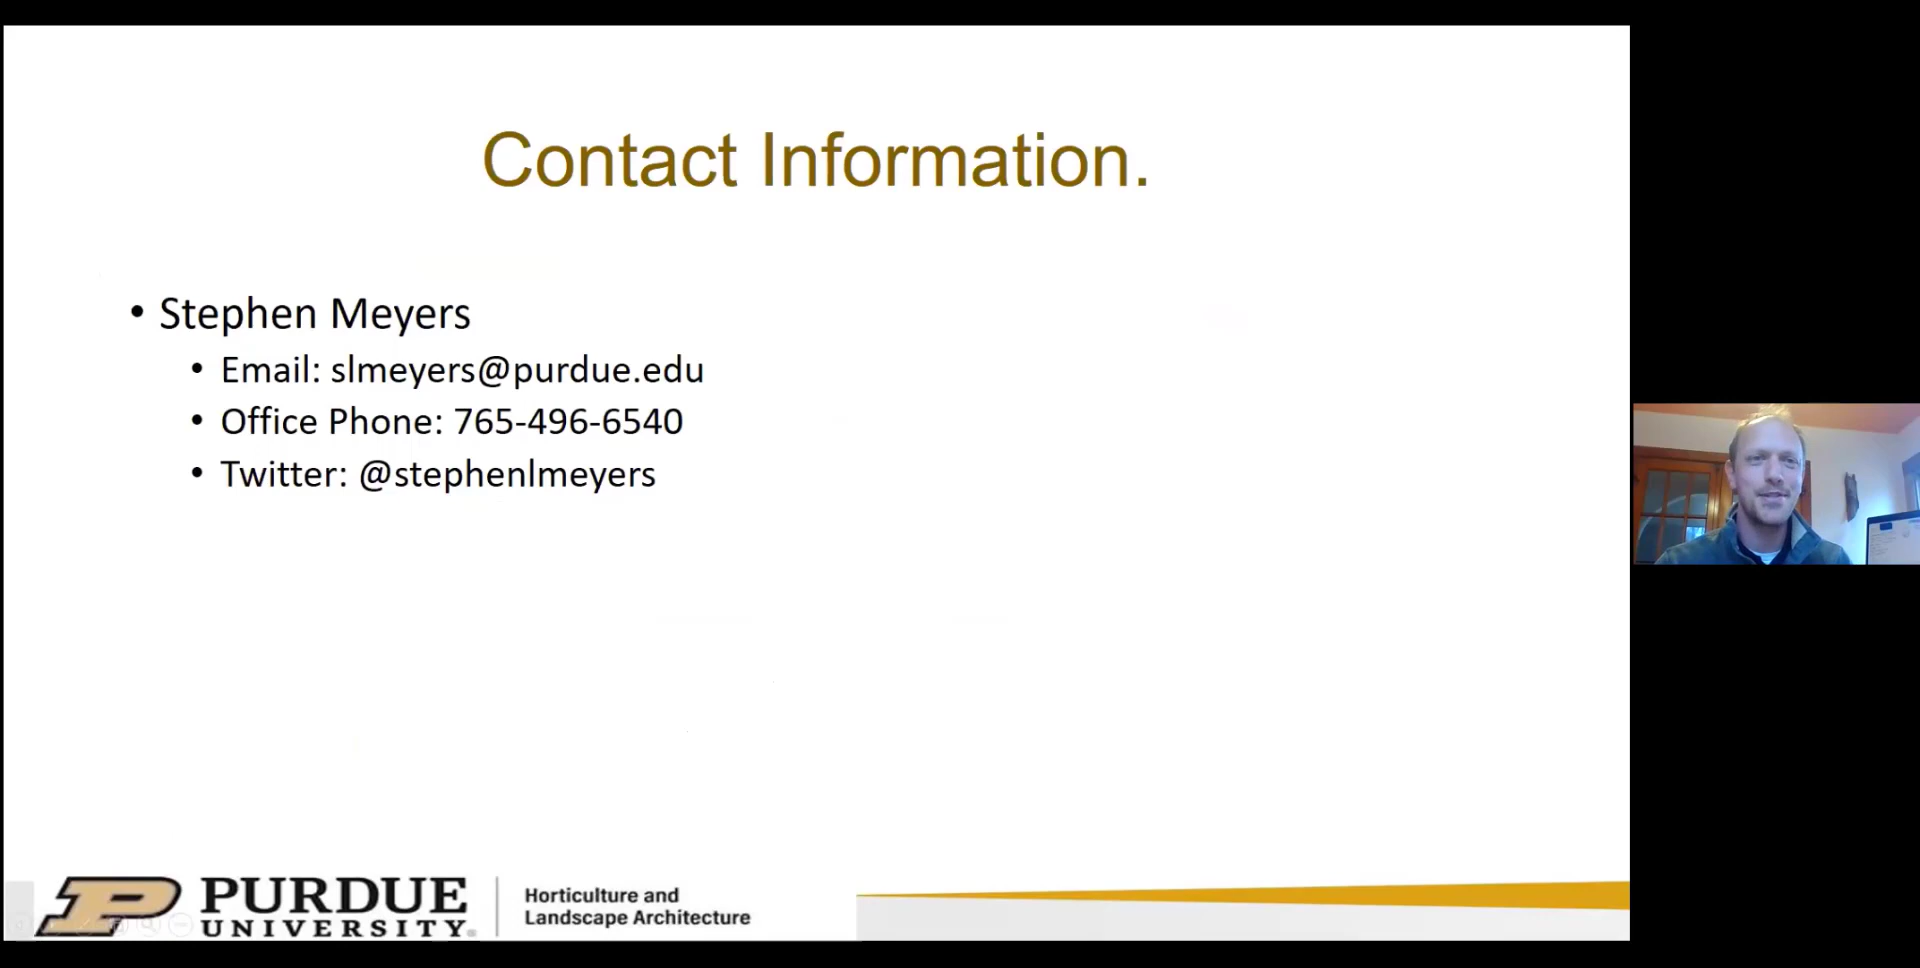 Contact Information.
• Stephen Meyers
• Email: slmeyers@purdue.edu
• Office Phone: 765-496-6540
• Twitter: @stephenlmeyers
PURDUE
UNIVERSITY.
Horticulture and
Landscape Architecture